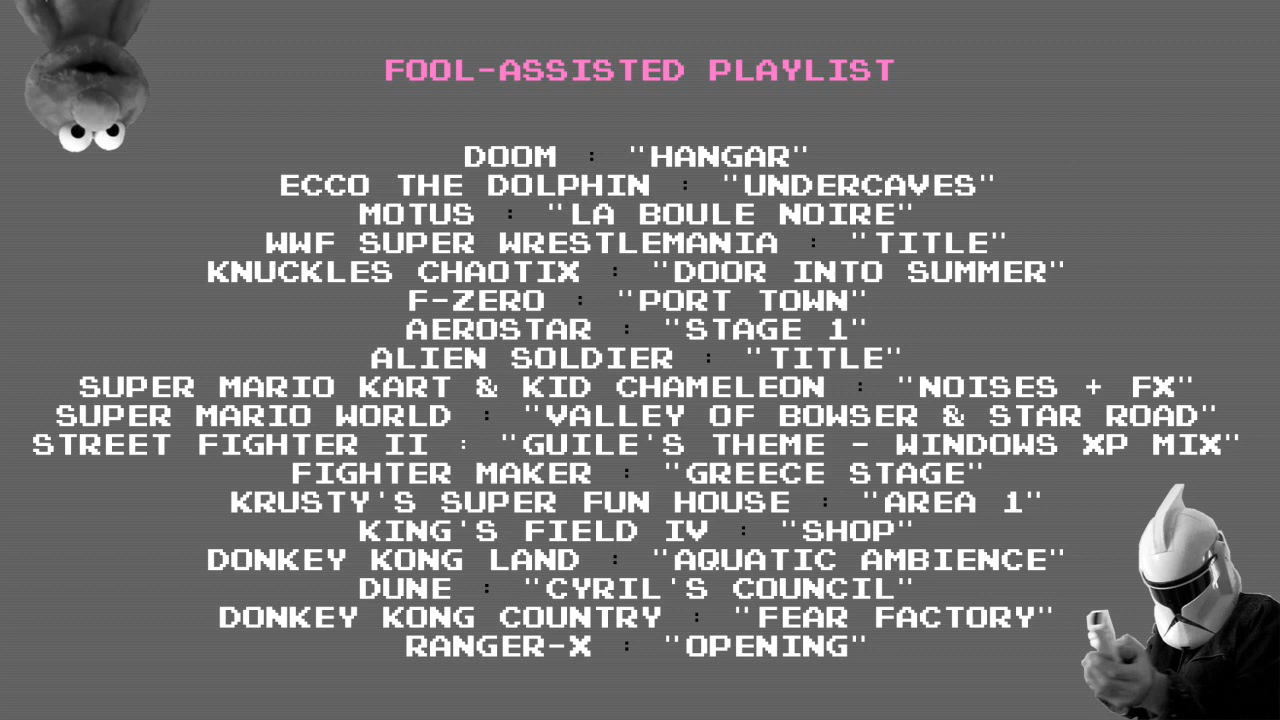 FOOL-ASSISTED PLAYLIST
DOOM : "HANGAR"
ECCO THE DOLPHIN : "UNDERCAVES"
MOTUS : "LA BOULE NOIRE"
WWF SUPER WRESTLEMANIA : "TITLE"
KNUCKLES CHAOTIX : "DOOR INTO SUMMER"
F-ZERO : "PORT TOWN"
AEROSTAR : "STAGE 1"
ALIEN SOLDIER : "TITLE"
SUPER MARIO KART & KID CHAMELEON : "NOISES + FX"
SUPER MARIO WORLD : "VALLEY OF BOWSER & STAR ROAD"
STREET FIGHTER II : "GUILE'S THEME - WINDOWS XP MIX"
FIGHTER MAKER : "GREECE STAGE"
KRUSTY'S SUPER FUN HOUSE : "AREA 1"
KING'S FIELD IV : "SHOP"
DONKEY KONG LAND : "AQUATIC AMBIENCE"
DUNE : "CYRIL'S COUNCIL"
DONKEY KONG COUNTRY : "FEAR FACTORY"
RANGER-X : "OPENING"